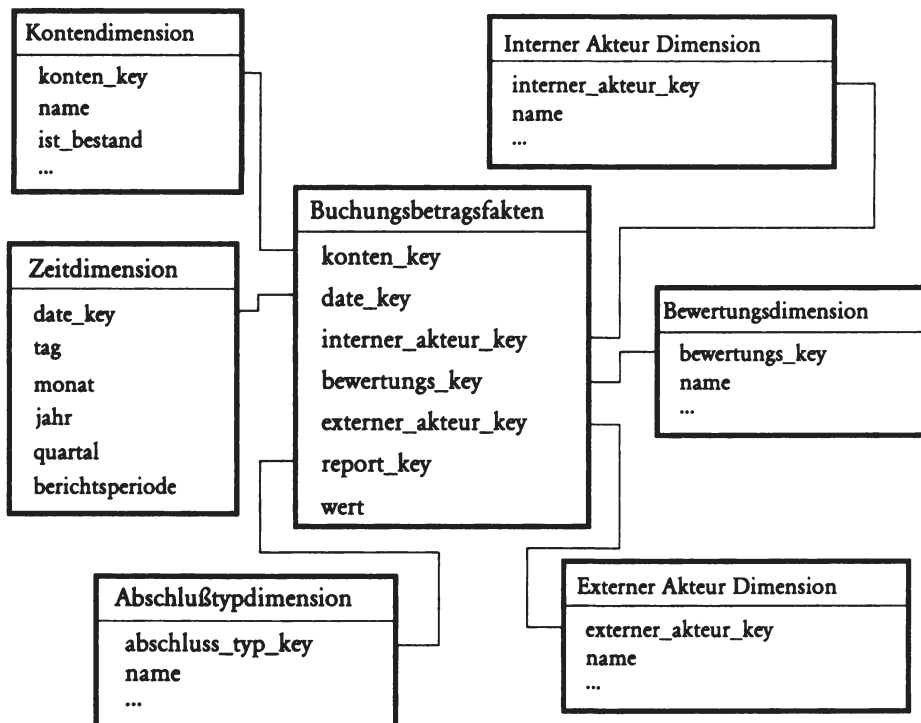 Kontendimension
konten_key
name
ist_bestand
...
Interner Akteur Dimension
interner_akteur_key
name
...
Buchungsbetragsfakten
konten_key
date_key
interner_akteur_key
bewertungs_key
externer_akteur_key
report_key
wert
Zeitdimension
date_key
tag
monat
jahr
quartal
berichtsperiode
Bewertungsdimension
bewertungs_key
name
...
Abschlußtypdimension
abschluss_typ_key
name
...
Externer Akteur Dimension
externer_akteur_key
name
...